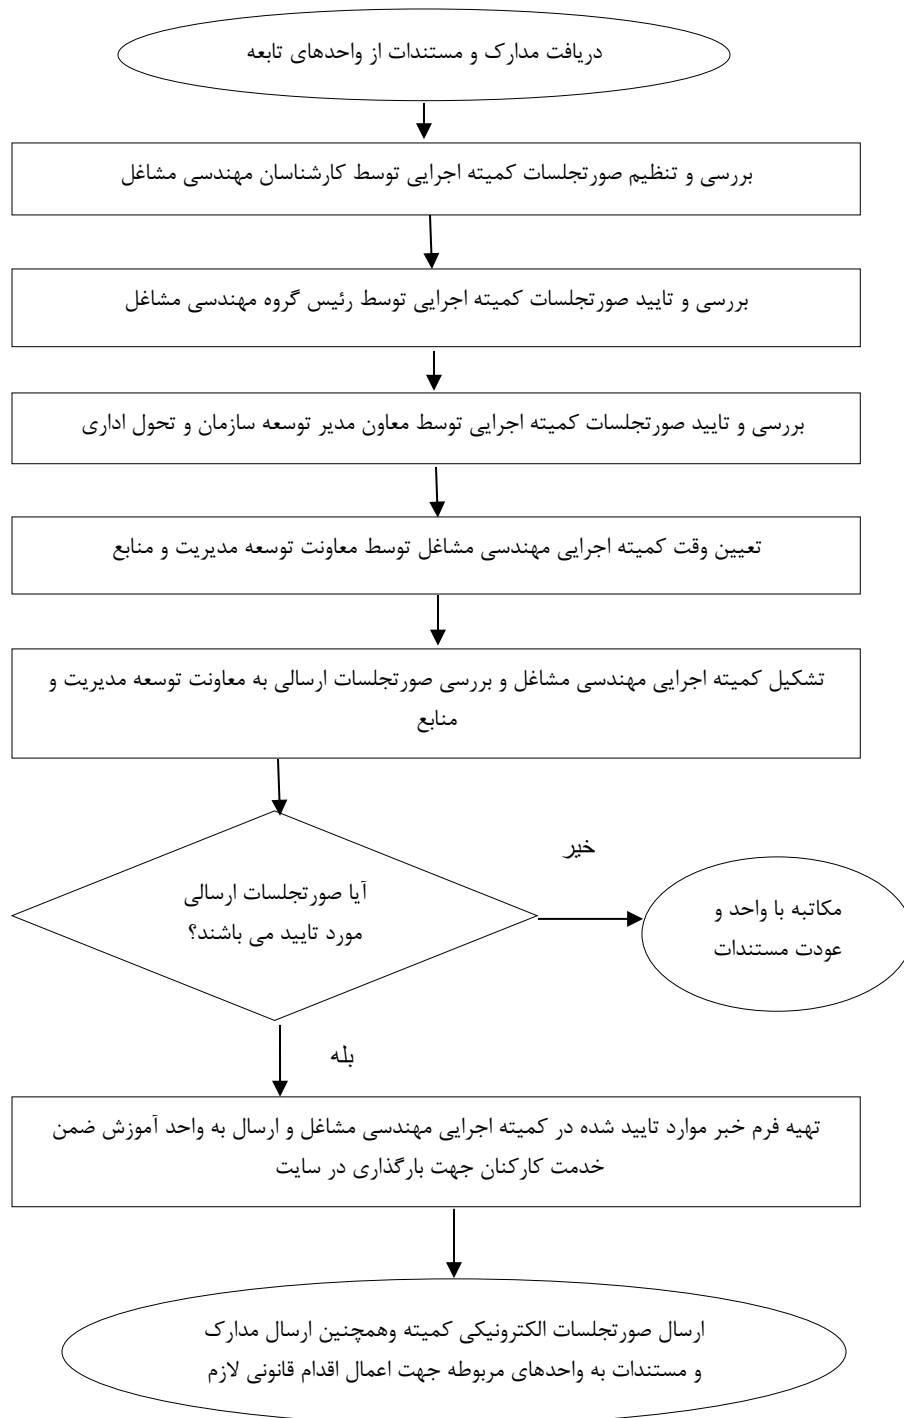 دریافت مدارک و مستندات از واحدهای تابعه
بررسی و تنظیم صورتجلسات کمیته اجرایی توسط کارشناسان مهندسی مشاغل
بررسی و تایید صورتجلسات کمیته اجرایی توسط رئیس گروه مهندسی مشاغل
بررسی و تایید صورتجلسات کمیته اجرایی توسط معاون مدیر توسعه سازمان و تحول اداری
تعیین وقت کمیته اجرایی مهندسی مشاغل توسط معاونت توسعه مدیریت و منابع
تشکیل کمیته اجرایی مهندسی مشاغل و بررسی صورتجلسات ارسالی به معاونت توسعه مدیریت و
منابع
آیا صورتجلسات ارسالی
مورد تایید می باشند؟
خیر
مکاتبه با واحد و
عودت مستندات
بله
تهیه فرم خبر موارد تایید شده در کمیته اجرایی مهندسی مشاغل و ارسال به واحد آموزش ضمن
خدمت کارکنان جهت بارگذاری در سایت
ارسال صورتجلسات الکترونیکی کمیته وهمچنین ارسال مدارک
و مستندات به واحدهای مربوطه جهت اعمال اقدام قانونی لازم